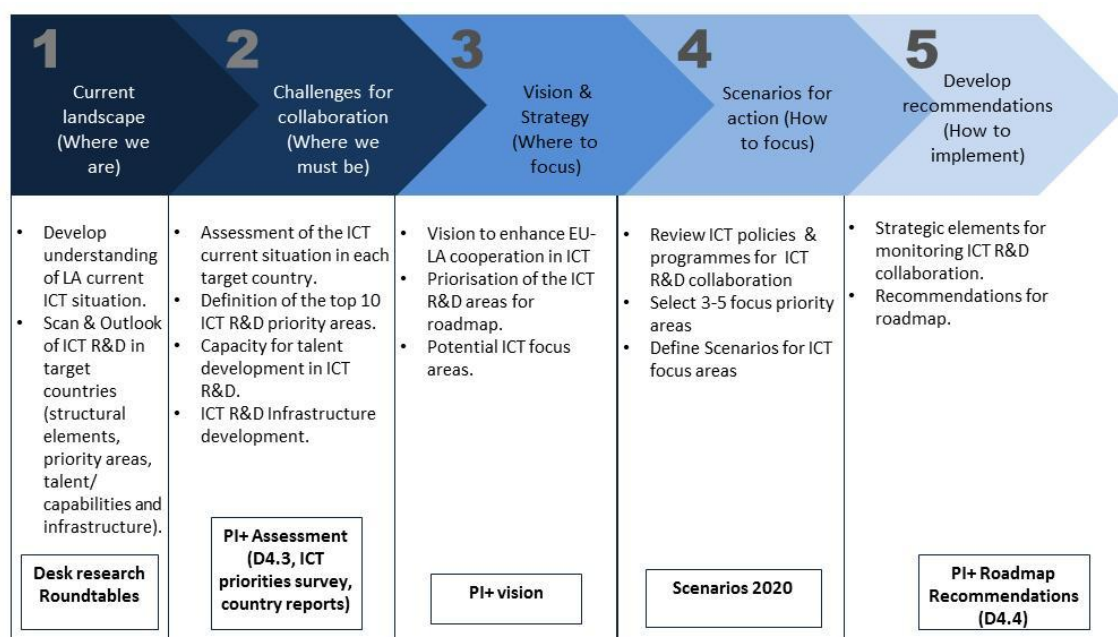 1
Current
landscape
(Where we
are)
2
Challenges for
collaboration
(Where we
must be)
3
Vision &
Strategy
(Where to
focus)
4
Scenarios for
action (How
to focus)
5
Develop
recommendations
(How to
implement)
• Develop
understanding
of LA current
ICT situation.
• Scan & Outlook
of ICT R&D in
target
countries
(structural
elements,
priority areas,
talent/
capabilities and
infrastructure).
Desk research
Roundtables
• Assessment of the ICT
current situation in each
target country.
• Definition of the top 10
ICT R&D priority areas.
• Capacity for talent
development in ICT
R&D.
• ICT R&D Infrastructure
development.
PI+ Assessment
(D4.3, ICT
priorities survey,
country reports)
• Vision to enhance EU-
LA cooperation in ICT
• Priorisation of the ICT
R&D areas for
roadmap.
• Potential ICT focus
areas.
PI+ vision
• Review ICT policies &
programmes for ICT
R&D collaboration
• Select 3-5 focus priority
areas
• Define Scenarios for ICT
focus areas
Scenarios 2020
• Strategic elements for
monitoring ICT R&D
collaboration.
• Recommendations for
roadmap.
PI+ Roadmap
Recommendations
(D4.4)